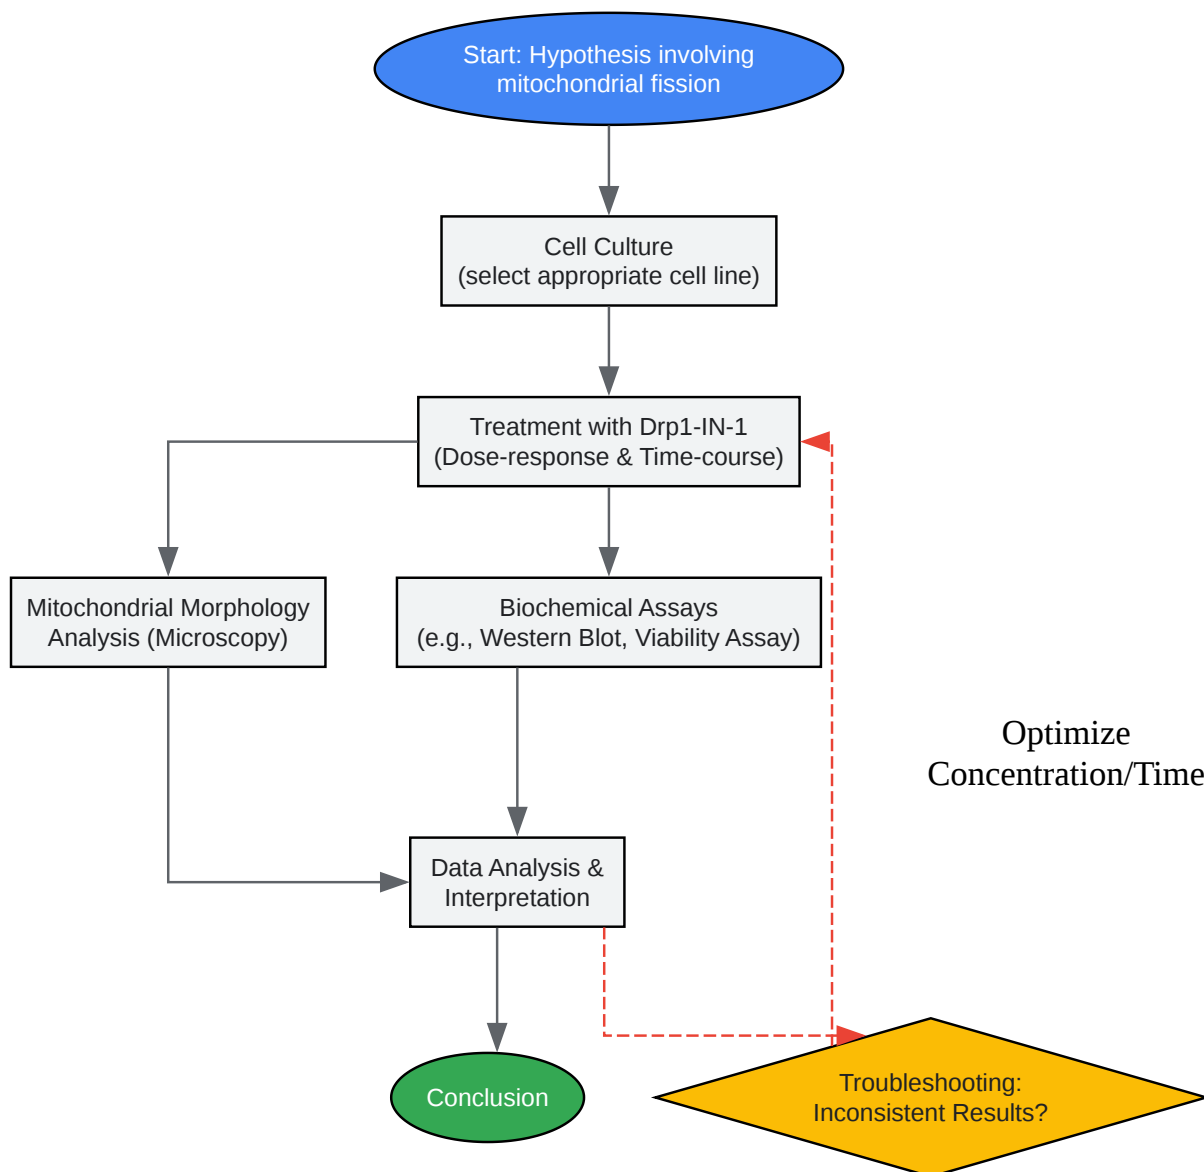 Start: Hypothesis involving
mitochondrial fission
Cell Culture
(select appropriate cell line)
Treatment with Drp1-IN-1
(Dose-response & Time-course)
Mitochondrial Morphology
Analysis (Microscopy)
Biochemical Assays
(e.g., Western Blot, Viability Assay)
Optimize
Concentration/Time
Data Analysis &
Interpretation
Conclusion
Troubleshooting:
Inconsistent Results?